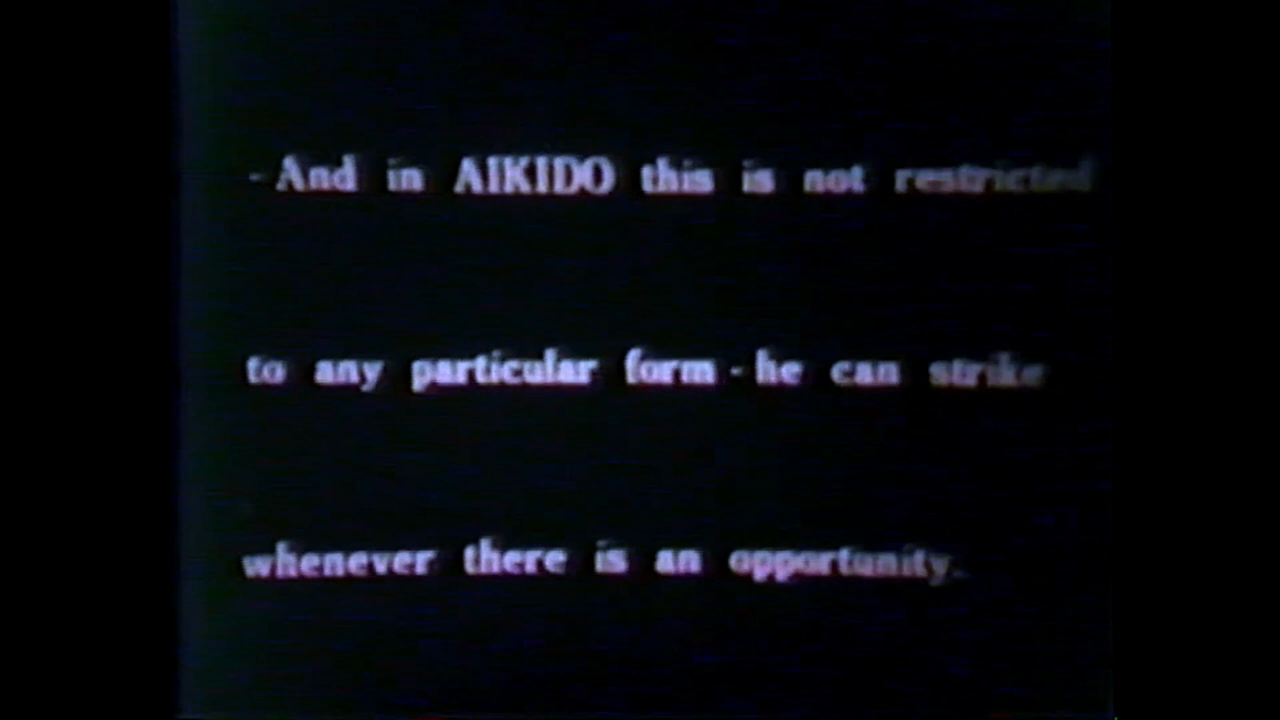 - And in AIKIDO this is not restricted
to any particular form - he can strike
whenever there is an opportunity.